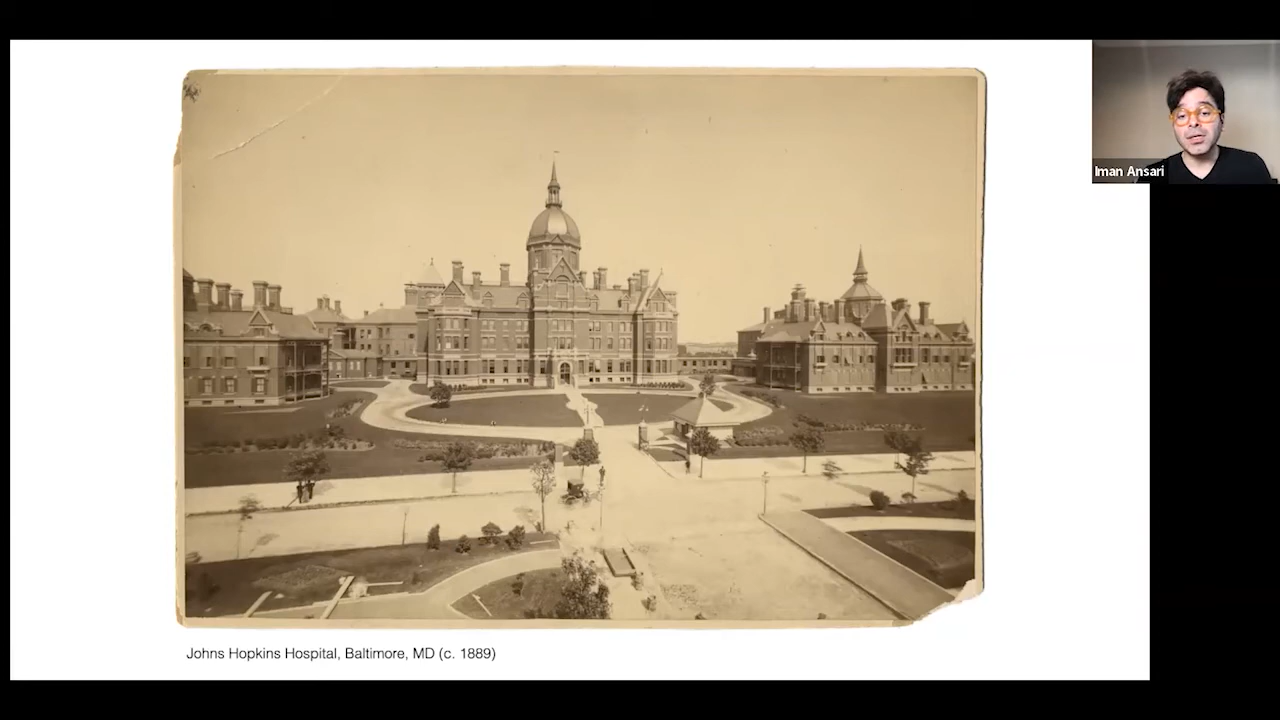 Iman Ansari
Johns Hopkins Hospital, Baltimore, MD (c. 1889)